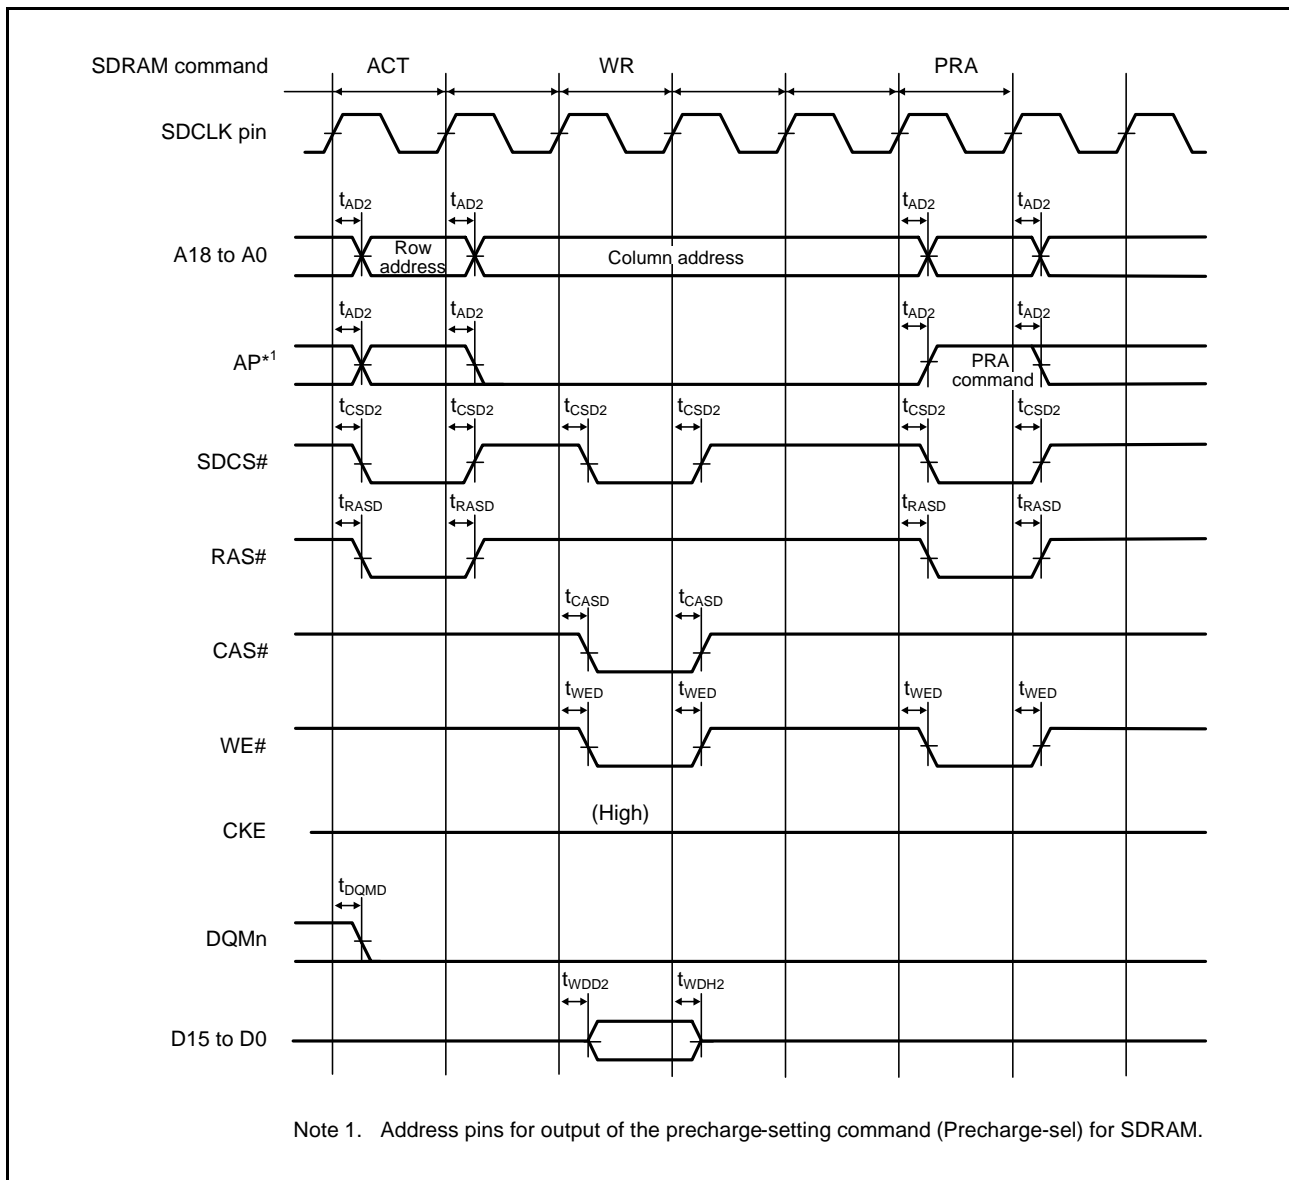 SDRAM command ACT WR PRA
SDCLK pin
tAD2 tAD2 tAD2 tAD2
A18 to A0 Row address Column address
tAD2 tAD2 tAD2 tAD2
AP*1 PRA command
tCSD2 tCSD2 tCSD2 tCSD2 tCSD2 tCSD2
SDCS#
tRASD tRASD tRASD tRASD
RAS#
tCASD tCASD
CAS#
tWED tWED tWED tWED
WE#
(High)
CKE
tDQMD
DQMn
tWDD2 tWDH2
D15 to D0
Note 1. Address pins for output of the precharge-setting command (Precharge-sel) for SDRAM.